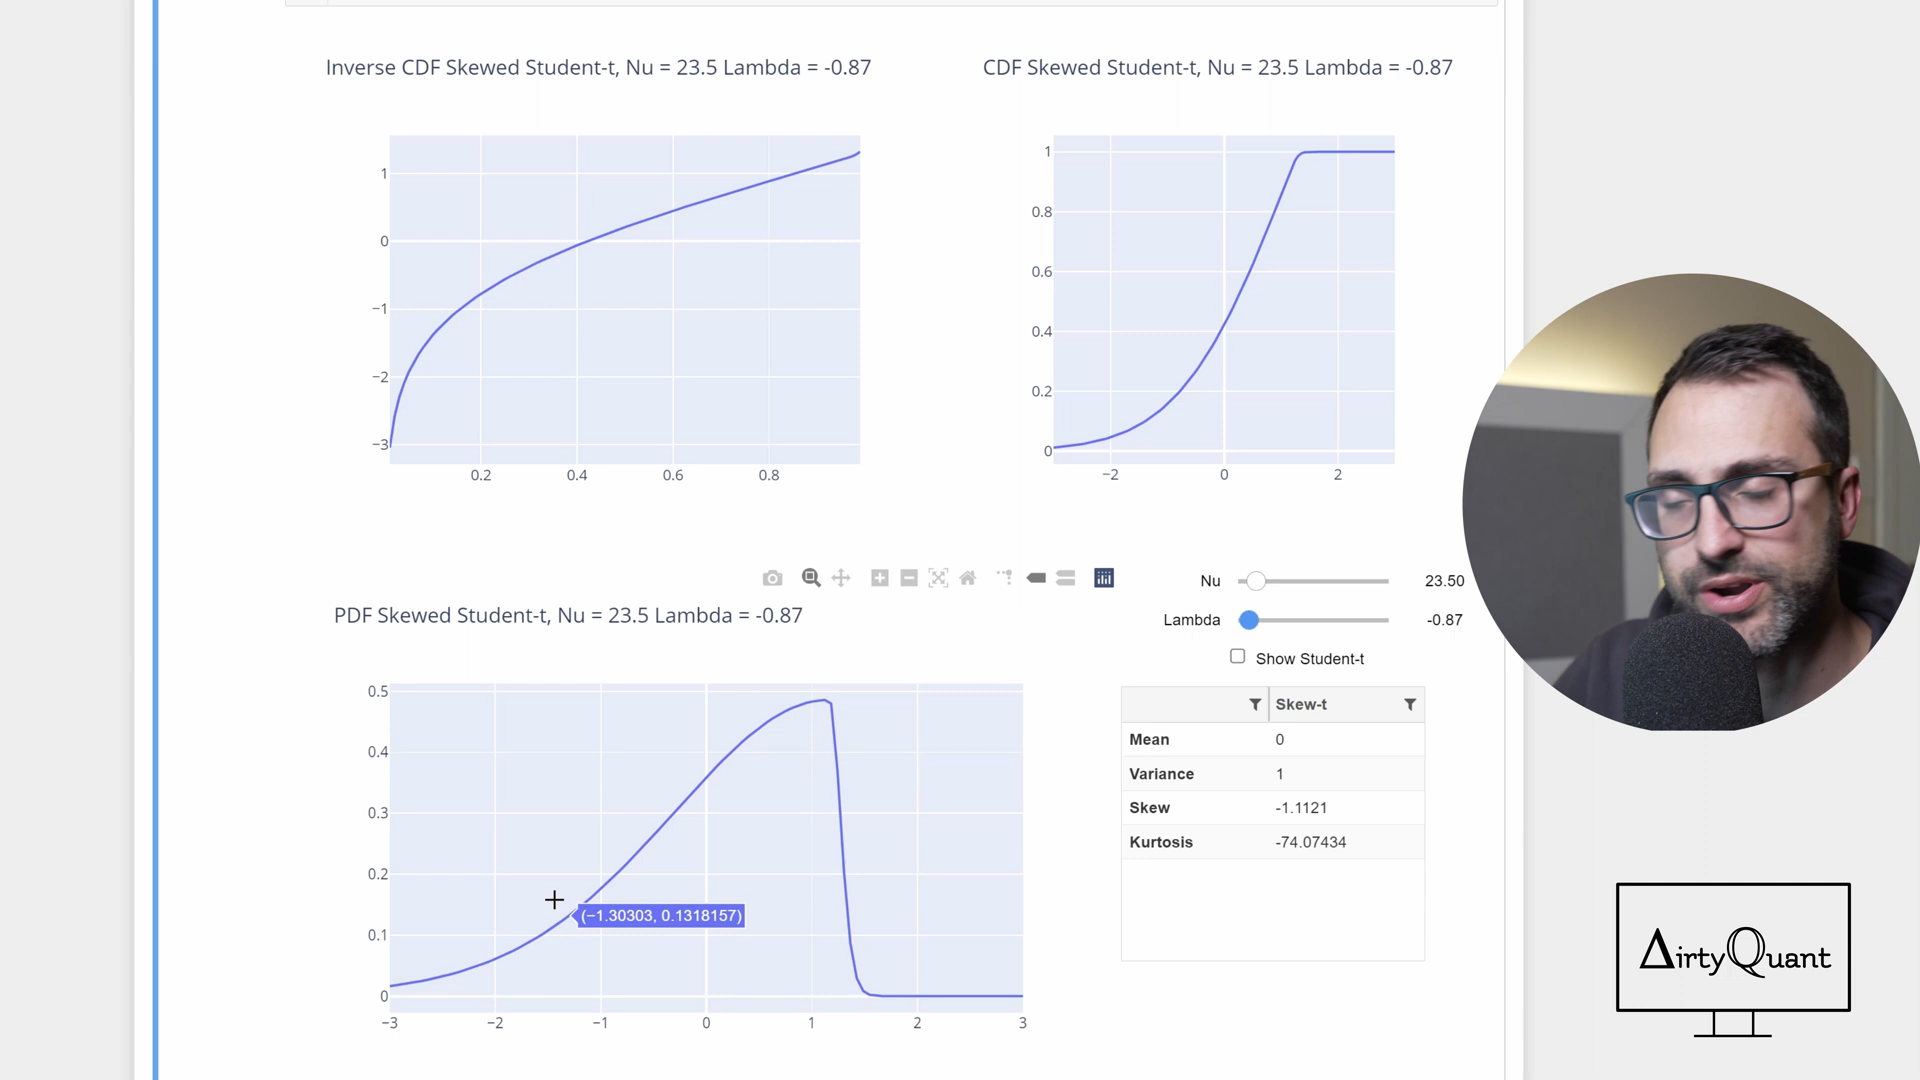 Inverse CDF Skewed Student-t, Nu = 23.5 Lambda = -0.87
1
0
−1
−2
−3
0.2 0.4 0.6 0.8
CDF Skewed Student-t, Nu = 23.5 Lambda = -0.87
1
0.8
0.6
0.4
0.2
0
−2 0 2
Nu 23.50
Lambda -0.87
Show Student-t
PDF Skewed Student-t, Nu = 23.5 Lambda = -0.87
0.5
0.4
0.3
0.2
0.1
0
−3 −2 −1 0 1 2 3
(−1.30303, 0.1318157)
Skew-t
Mean 0
Variance 1
Skew -1.1121
Kurtosis -74.07434
ΔirtyQuant